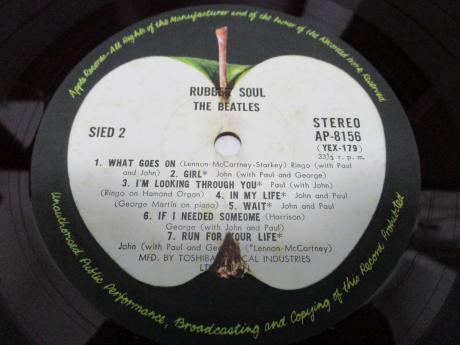 Apple Records-All Rights of the Manufacturer and of the Owner of the Recorded Work Reserved
RUBBER SOUL
THE BEATLES
SIED 2
STEREO
AP-8156
(YEX-179)
33⅓ r. p. m.
1. WHAT GOES ON (Lennon-McCartney-Starkey) Ringo (with Paul
and John) 2. GIRL* John (with Paul and George)
3. I'M LOOKING THROUGH YOU* Paul (with John)
(Ringo on Hamond Organ) 4. IN MY LIFE* John and Paul
(George Martin on piano) 5. WAIT* John and Paul
6. IF I NEEDED SOMEONE (Harrison)
George (with John and Paul)
7. RUN FOR YOUR LIFE*
John (with Paul and George) (*Lennon-McCartney)
MFD. BY TOSHIBA MUSICAL INDUSTRIES
LTD.
Unauthorised Public Performance, Broadcasting and Copying of this Record Prohibited